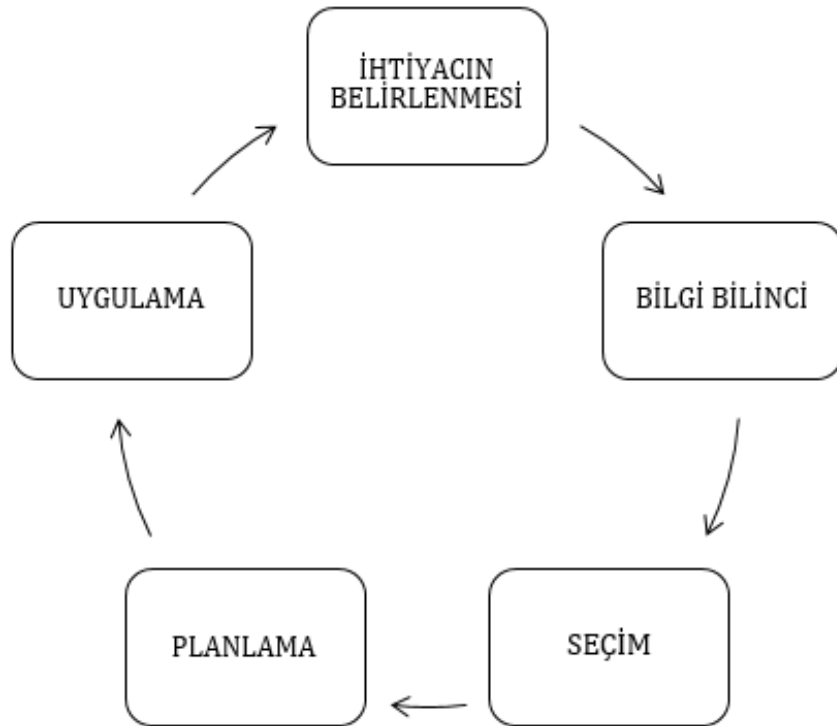 İHTİYACIN
BELİRLENMESİ
BİLGİ BİLİNCİ
SEÇİM
PLANLAMA
UYGULAMA